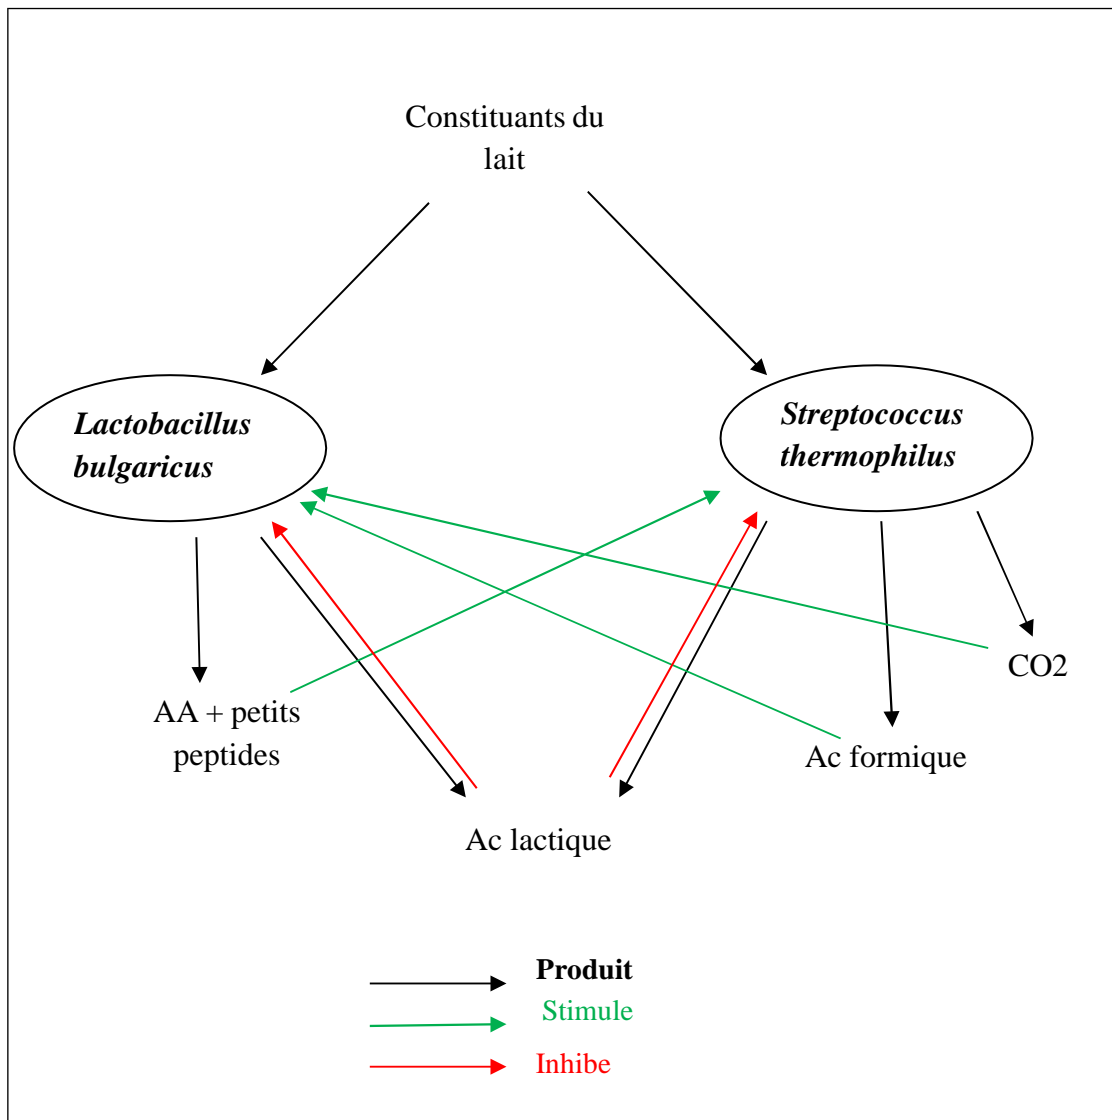 Constituants du
lait
Lactobacillus
bulgaricus
Streptococcus
thermophilus
CO2
AA + petits
peptides
Ac formique
Ac lactique
Produit
Stimule
Inhibe